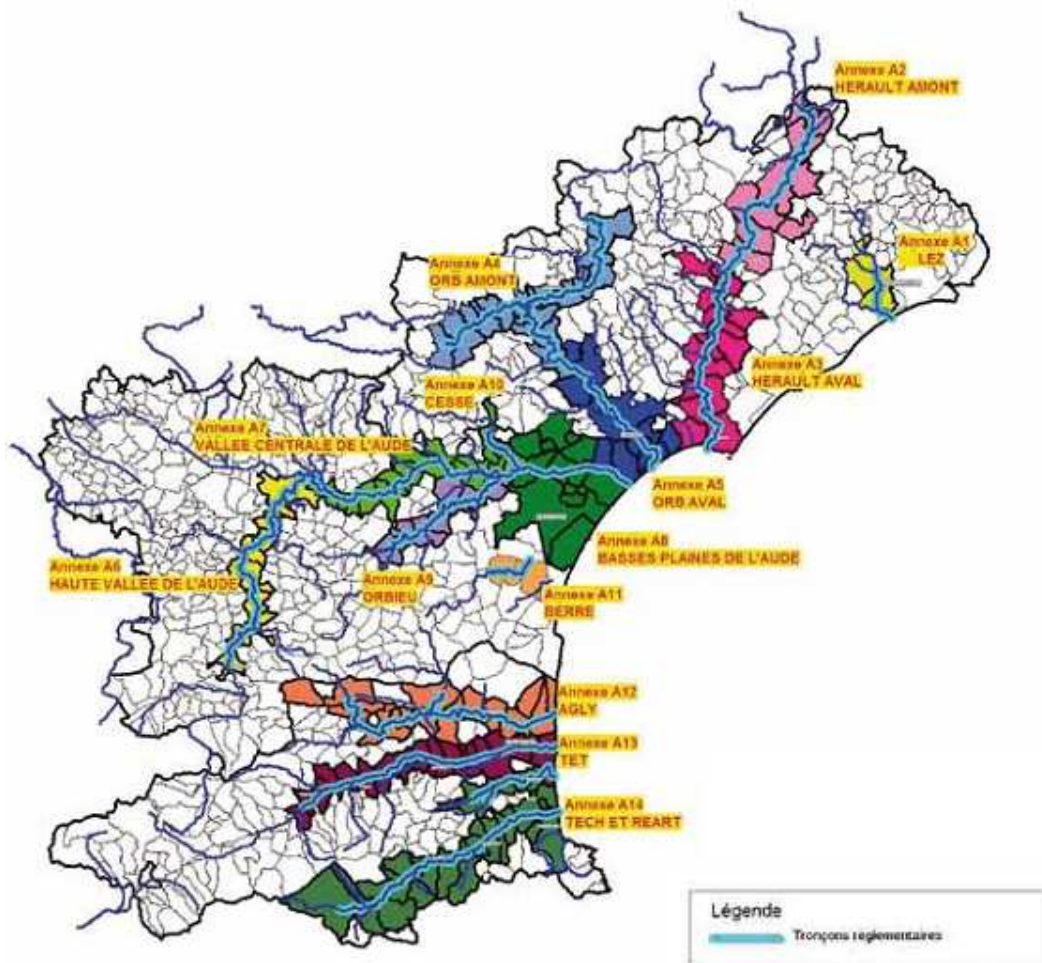 Annexe A2
HERAULT AMONT
Annexe A1
LEZ
Annexe A4
ORB AMONT
Annexe A3
HERAULT AVAL
Annexe A10
CESSE
Annexe A7
VALLEE CENTRALE DE L'AUDE
Annexe A5
ORB AVAL
Annexe A8
BASSES PLAINES DE L'AUDE
Annexe A6
HAUTE VALLEE DE L'AUDE
Annexe A9
ORBIEU
Annexe A11
BERRE
Annexe A12
AGLY
Annexe A13
TET
Annexe A14
TECH ET REART
Légende
Tronçons réglementaires